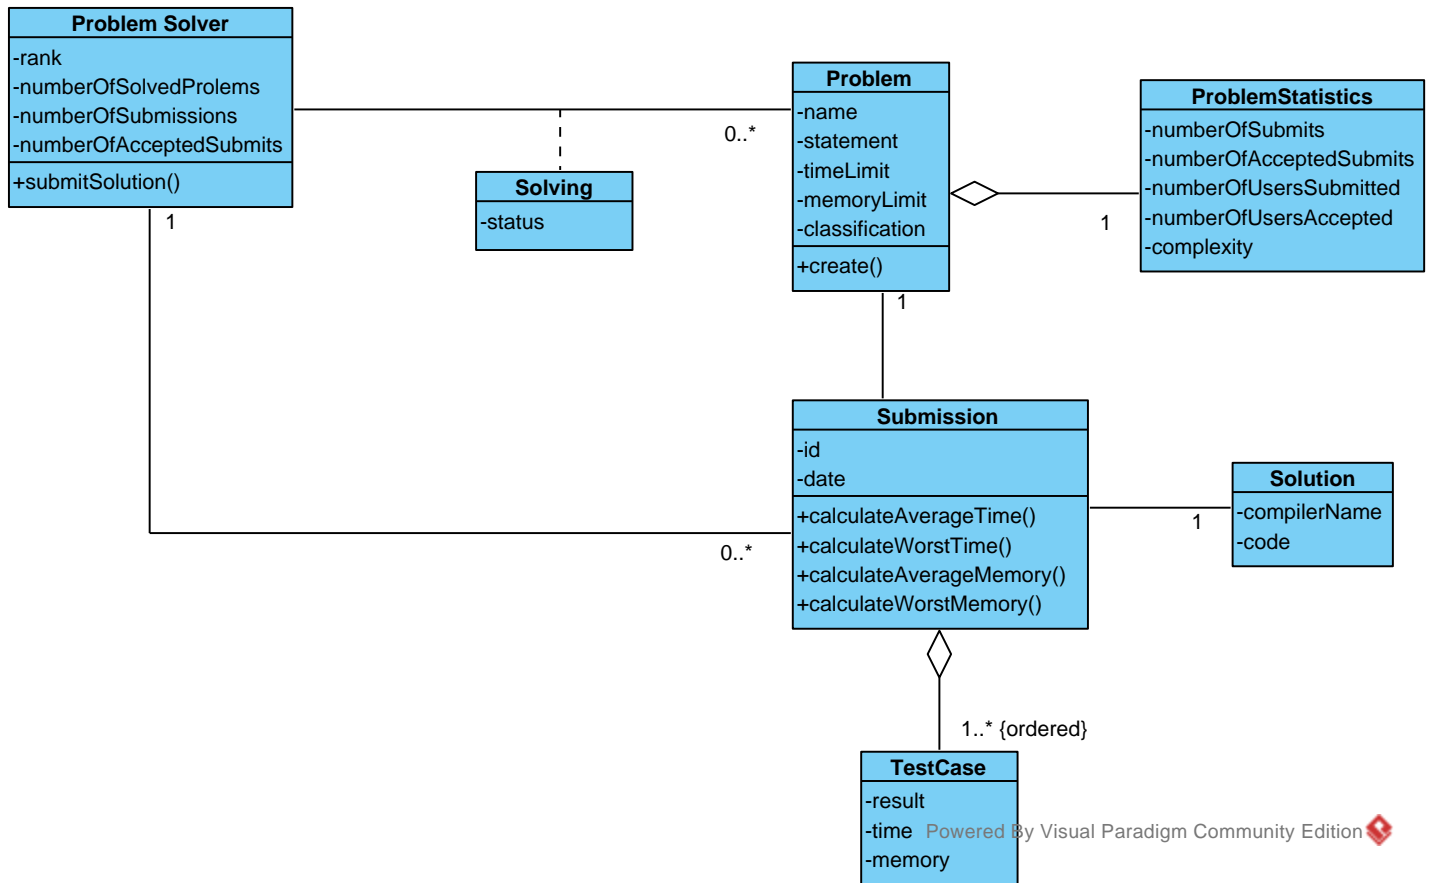 Problem Solver
-rank
-numberOfSolvedProlems
-numberOfSubmissions
-numberOfAcceptedSubmits
+submitSolution()
1
0..*
Solving
-status
Problem
-name
-statement
-timeLimit
-memoryLimit
-classification
+create()
1
1
ProblemStatistics
-numberOfSubmits
-numberOfAcceptedSubmits
-numberOfUsersSubmitted
-numberOfUsersAccepted
-complexity
Submission
-id
-date
+calculateAverageTime()
+calculateWorstTime()
+calculateAverageMemory()
+calculateWorstMemory()
0..*
1
Solution
-compilerName
-code
1..* {ordered}
TestCase
-result
-time
-memory
Powered By Visual Paradigm Community Edition